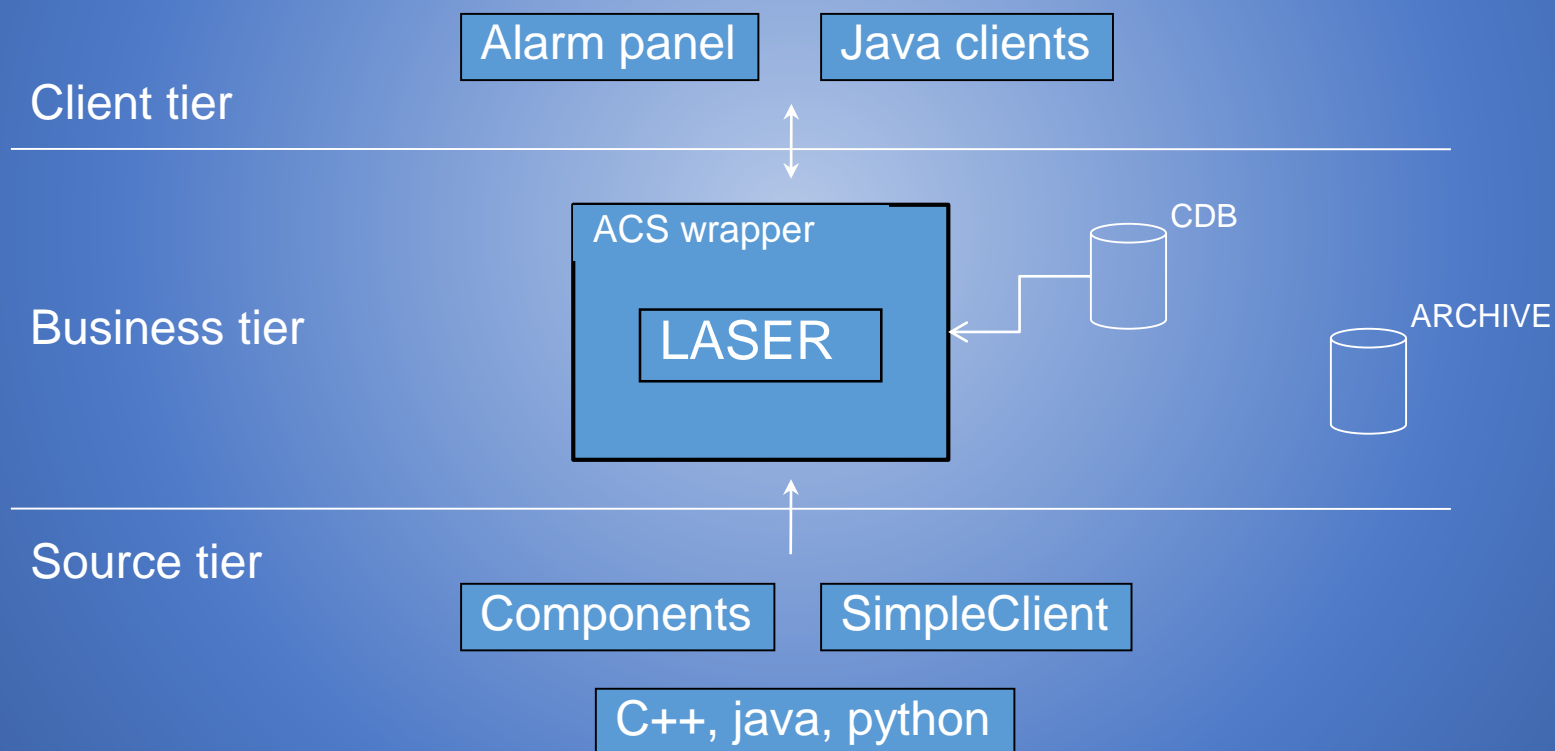 Alarm panel
Java clients
Client tier
ACS wrapper
CDB
Business tier
LASER
ARCHIVE
Source tier
Components
SimpleClient
C++, java, python